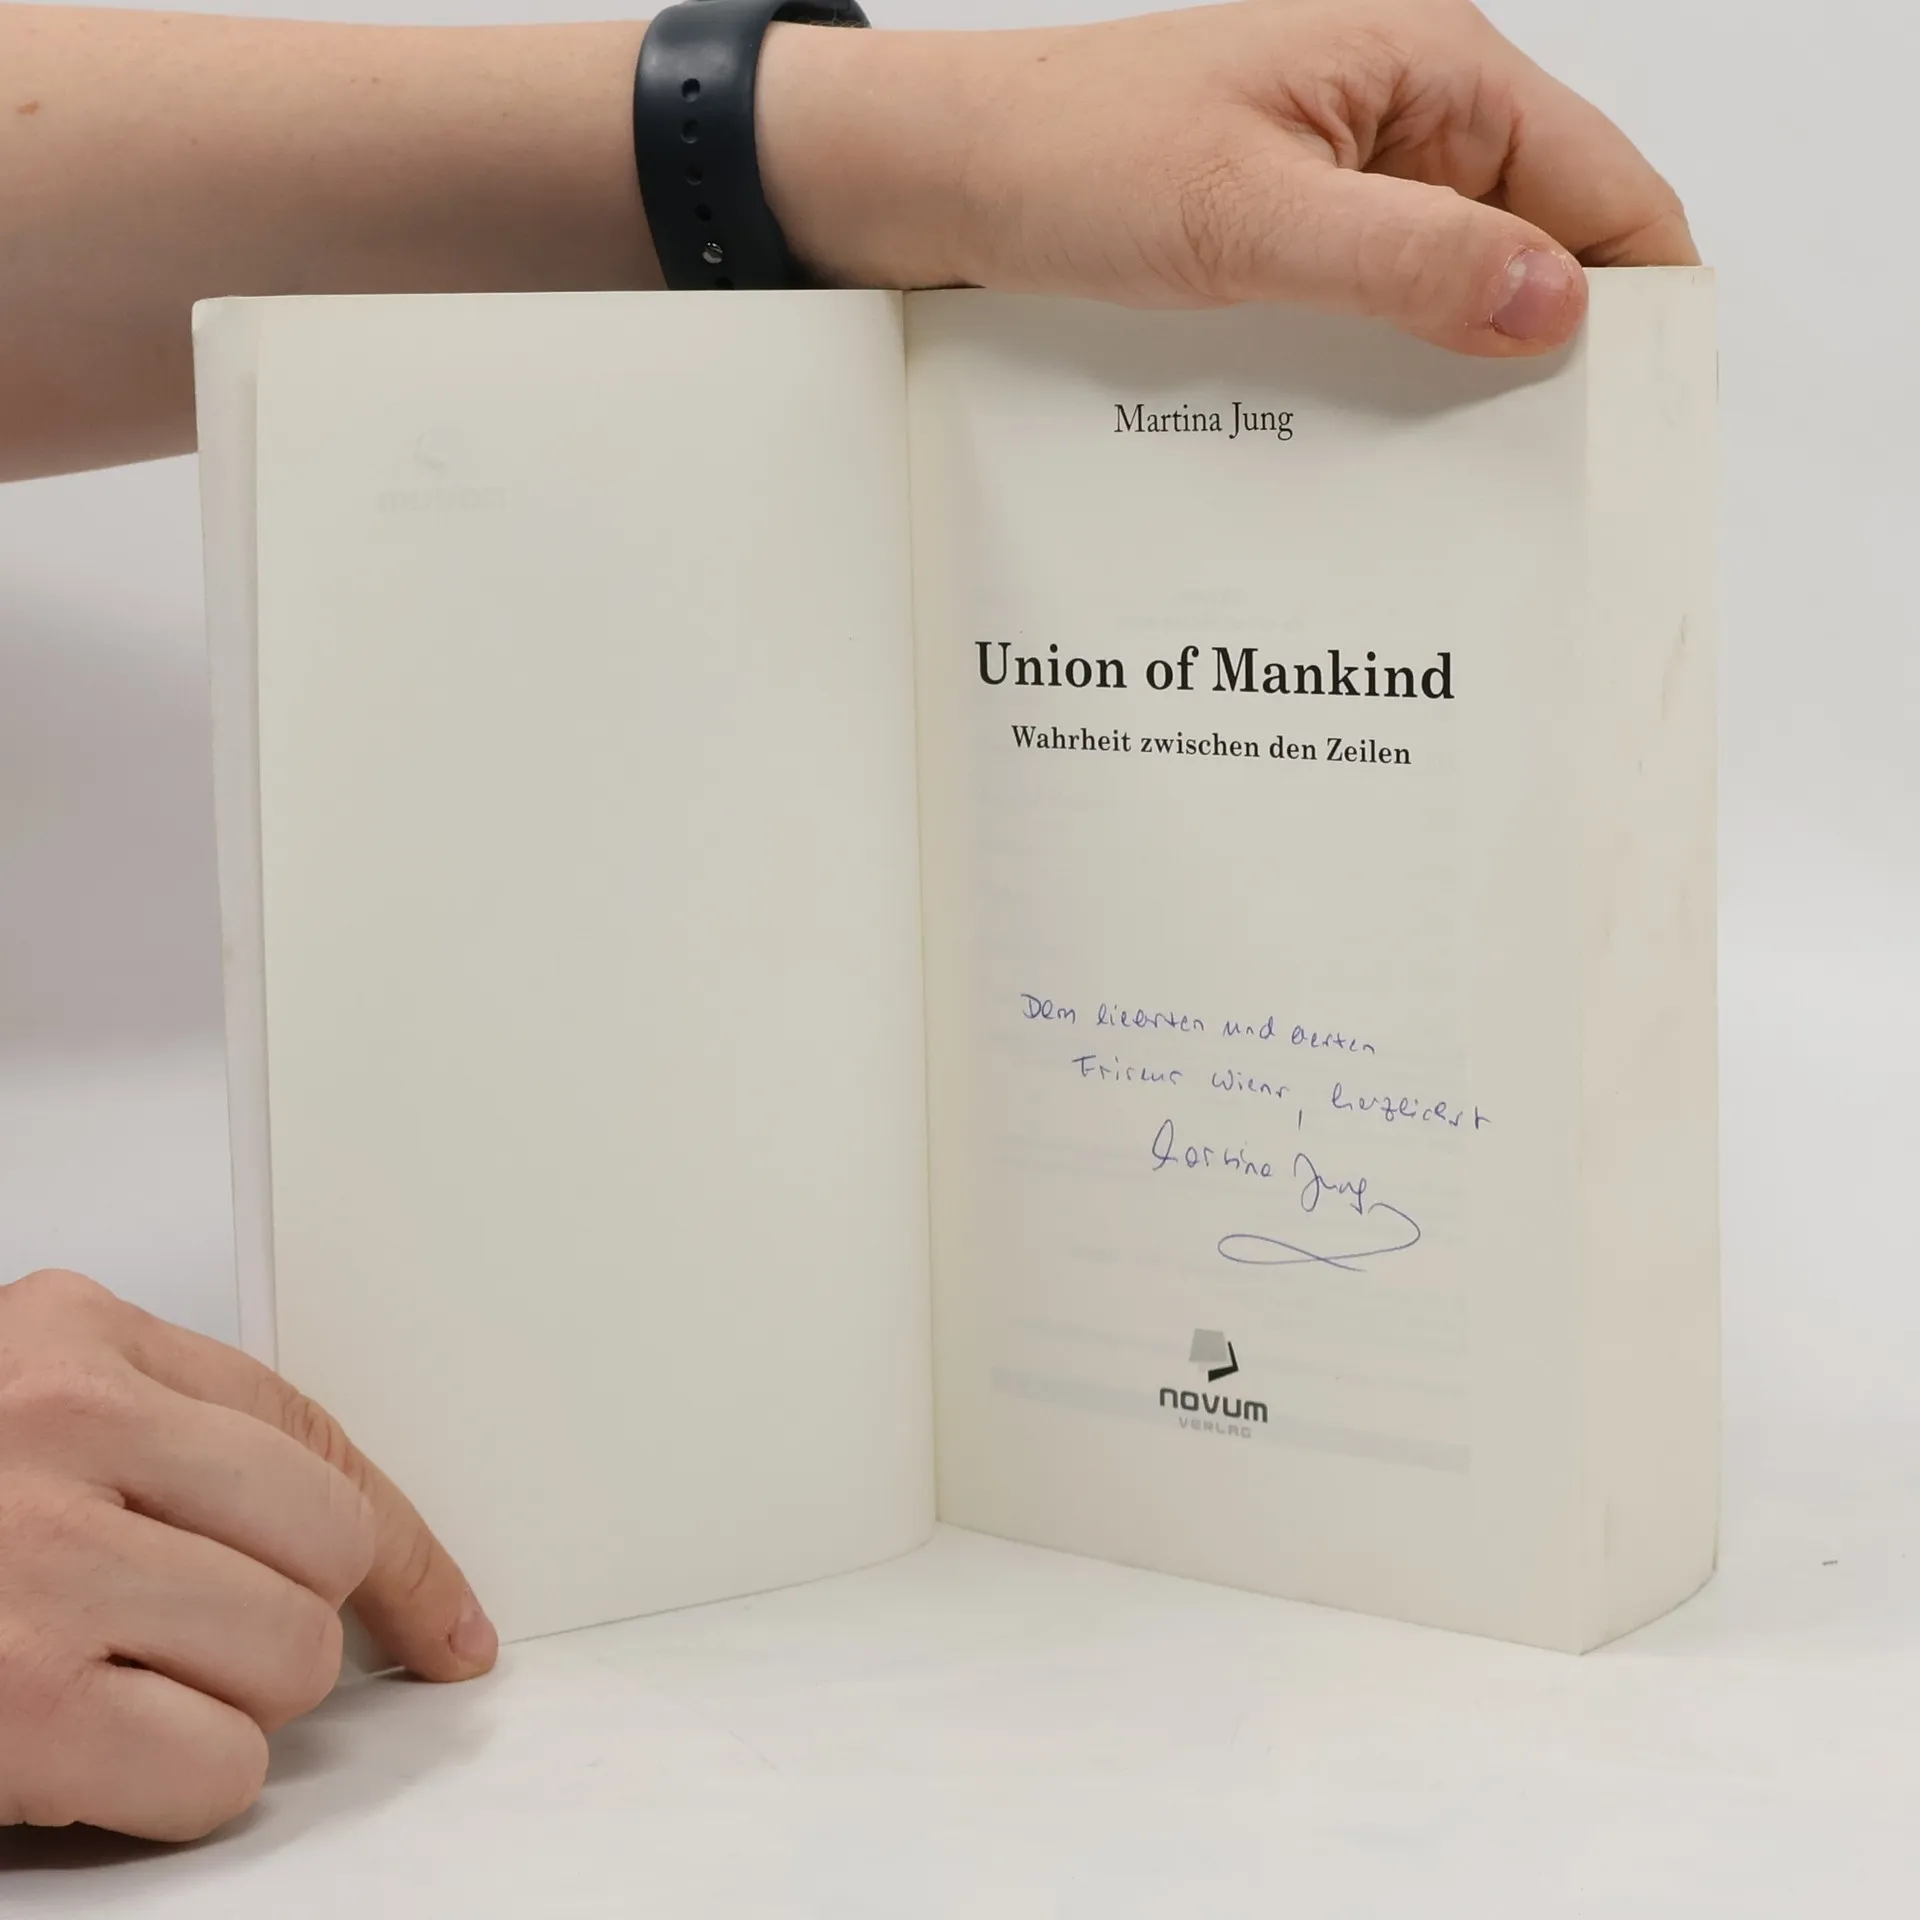 Martina Jung
Union of Mankind
Wahrheit zwischen den Zeilen
Dem liebsten und besten
Friseur Wiens, herzlichst
Martina Jung
novum
VERLAG